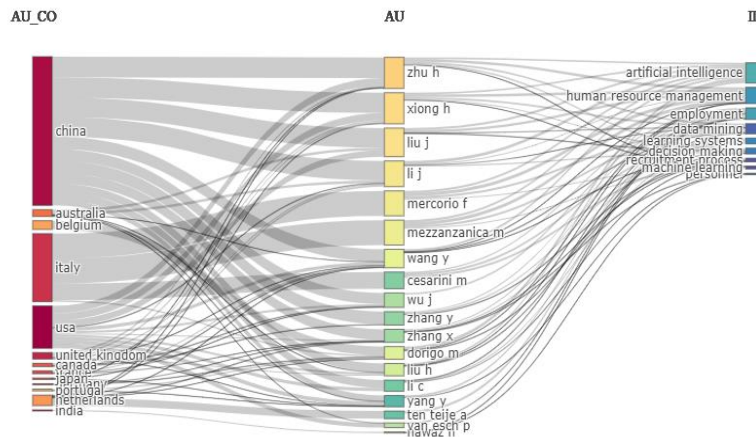 AU_CO
AU
china
australia
belgium
italy
usa
united kingdom
canada
japan
portugal
netherlands
india
zhu h
xiong h
liu j
li j
mercorio f
mezzanzanica m
wang y
cesarini m
wu j
zhang y
zhang x
dorigo m
liu h
li c
yang y
ten teije a
van esch p
artificial intelligence
human resource management
employment
data mining
learning systems
decision making
recruitment process
machine learning